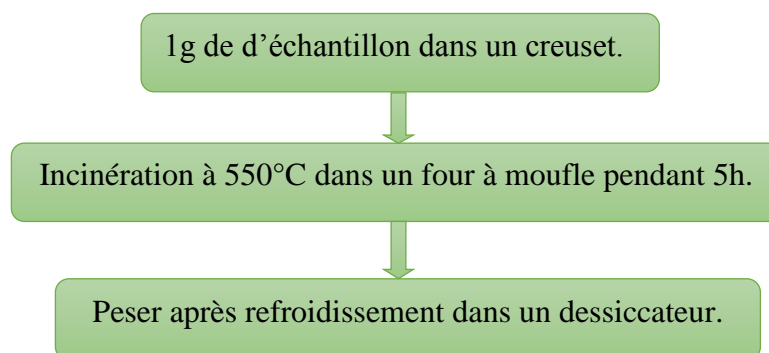 1g de d’échantillon dans un creuset.
Incinération à 550°C dans un four à moufle pendant 5h.
Peser après refroidissement dans un dessiccateur.